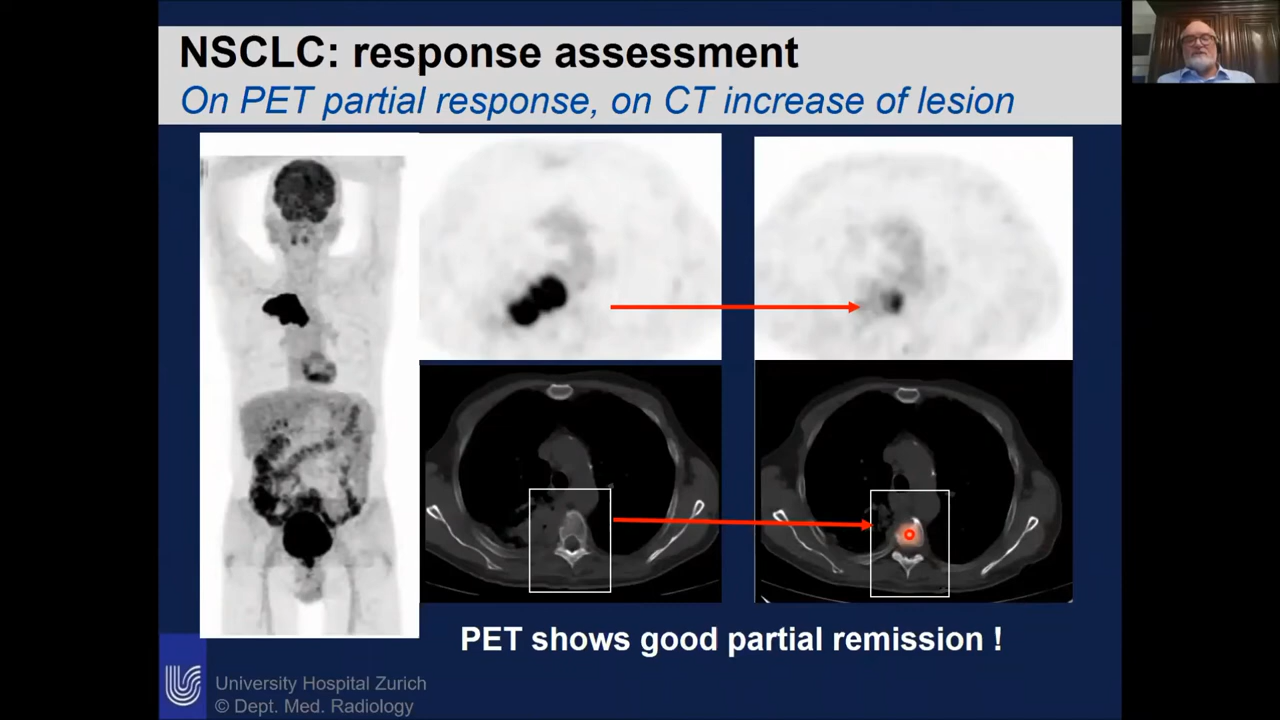 NSCLC: response assessment
On PET partial response, on CT increase of lesion
PET shows good partial remission !
University Hospital Zurich
© Dept. Med. Radiology